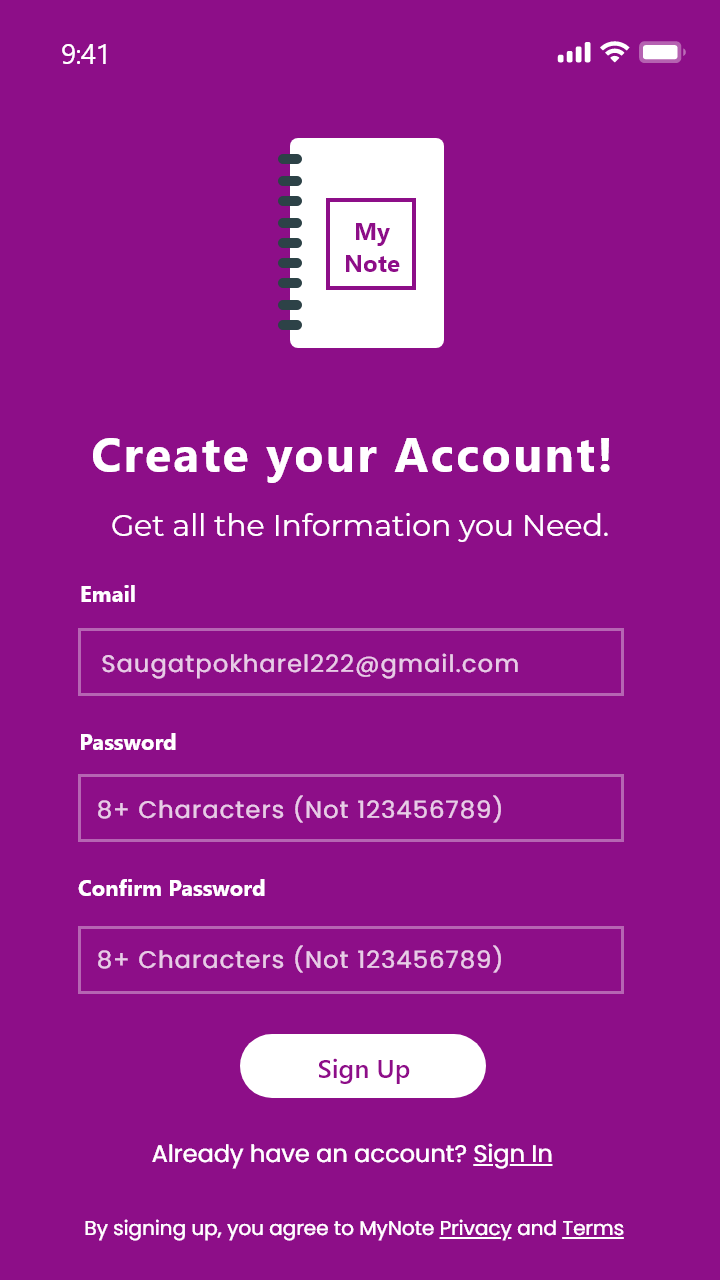 9:41
My
Note
Create your Account!
Get all the Information you Need.
Email
Saugatpokharel222@gmail.com
Password
8+ Characters (Not 123456789)
Confirm Password
8+ Characters (Not 123456789)
Sign Up
Already have an account? Sign In
By signing up, you agree to MyNote Privacy and Terms